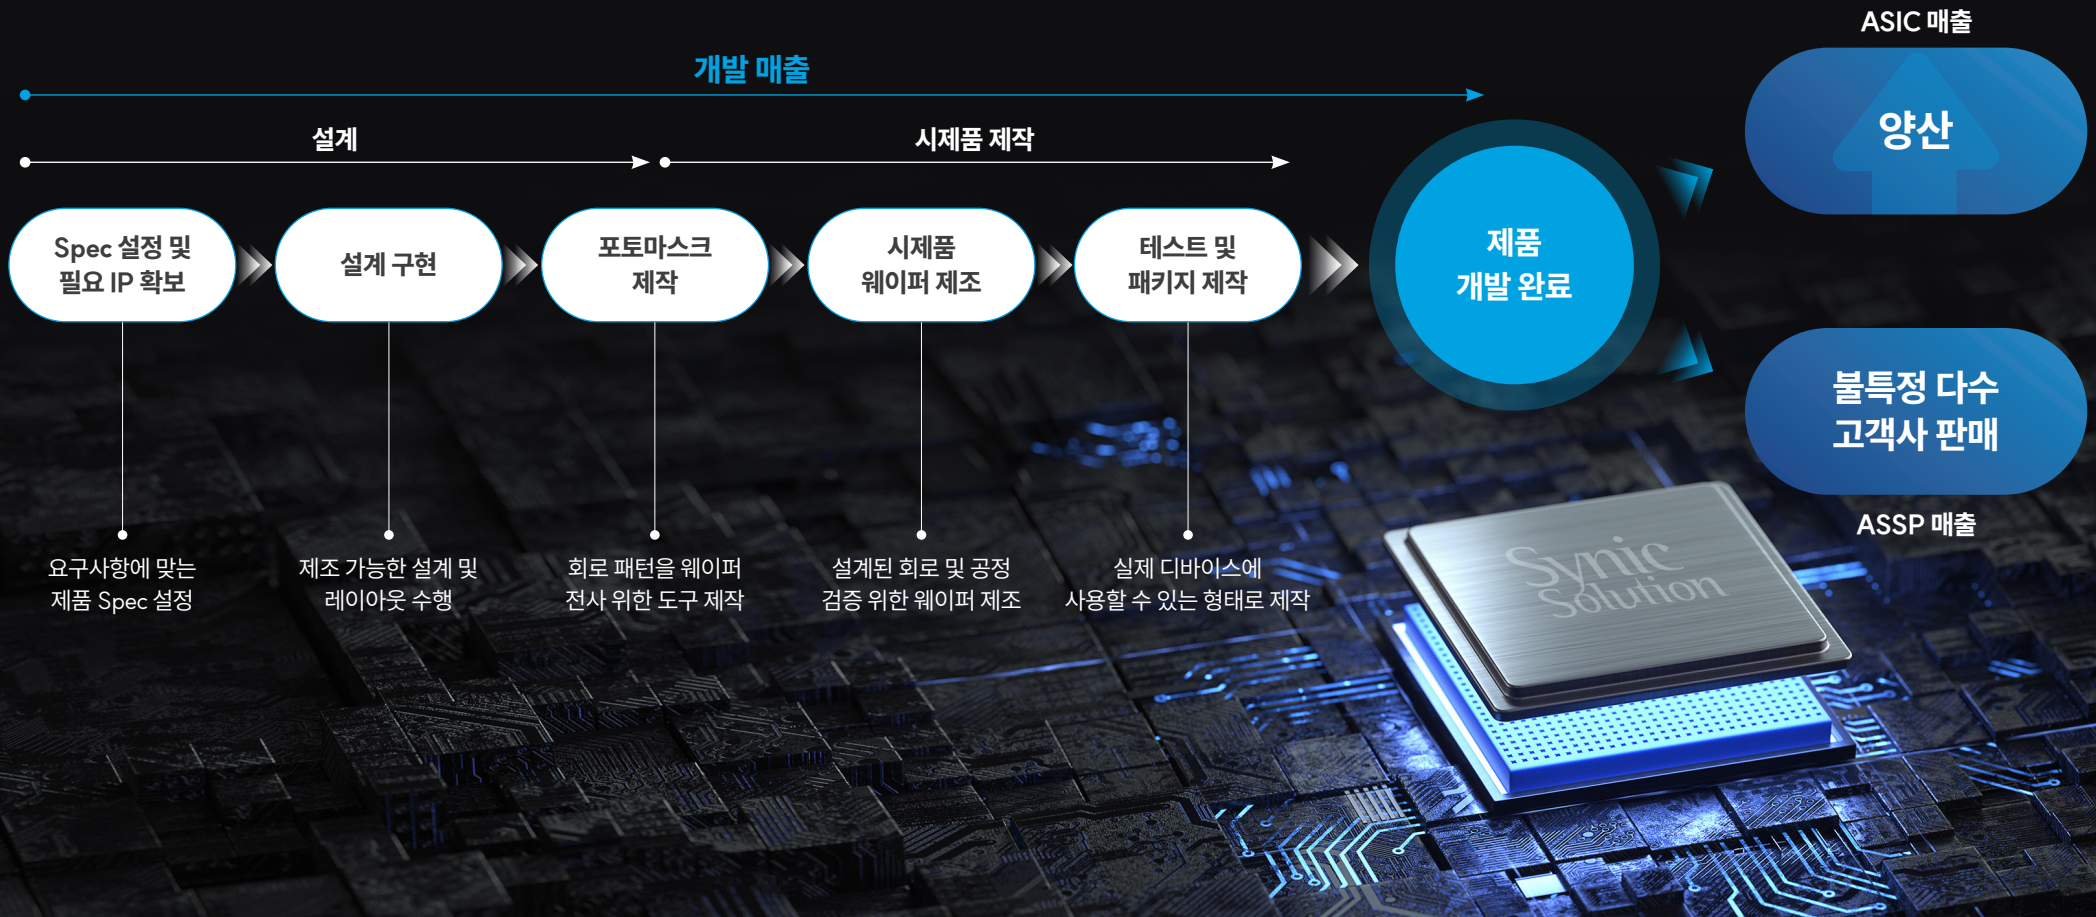 ASIC 매출
개발 매출
양산
설계
시제품 제작
Spec 설정 및
필요 IP 확보
설계 구현
포토마스크
제작
시제품
웨이퍼 제조
테스트 및
패키지 제작
제품
개발 완료
불특정 다수
고객사 판매
ASSP 매출
요구사항에 맞는
제품 Spec 설정
제조 가능한 설계 및
레이아웃 수행
회로 패턴을 웨이퍼
전사 위한 도구 제작
설계된 회로 및 공정
검증 위한 웨이퍼 제조
실제 디바이스에
사용할 수 있는 형태로 제작
Synic
Solution